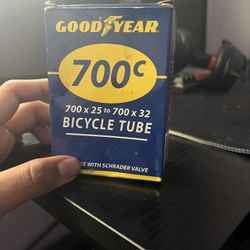 GOODYEAR
700c
700 x 25 to 700 x 32
BICYCLE TUBE
WITH SCHRADER VALVE